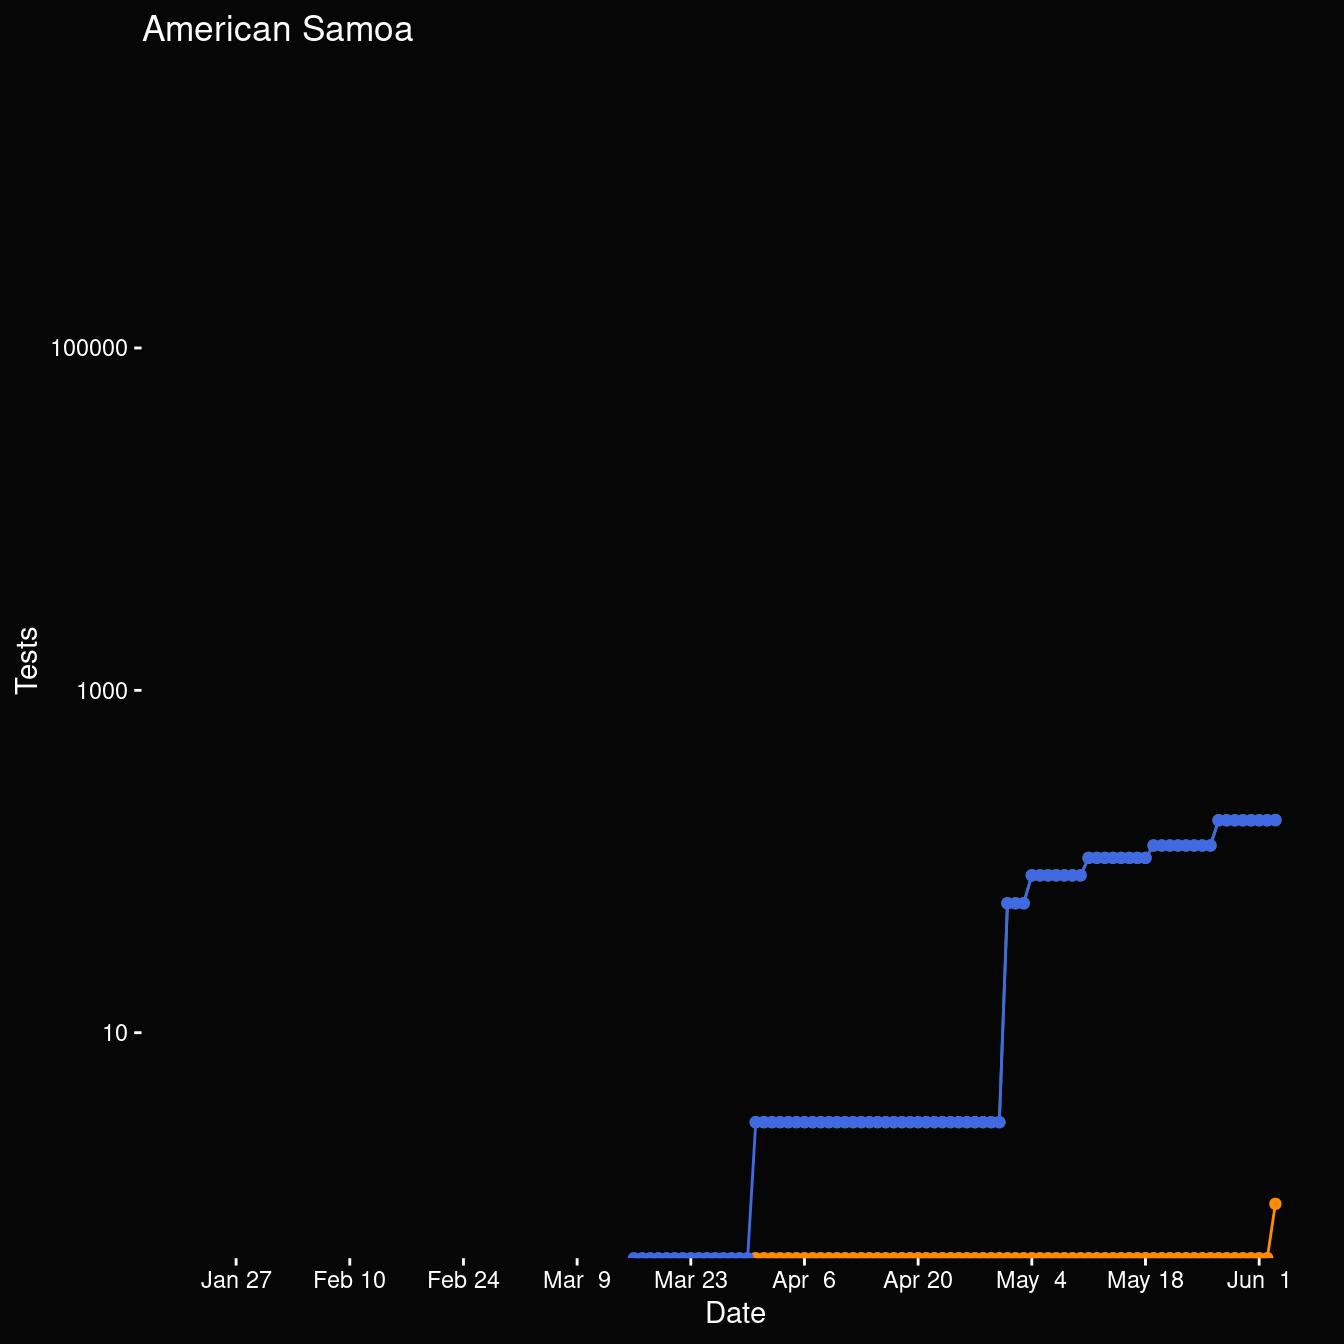 American Samoa
100000
1000
10
Tests
Jan 27
Feb 10
Feb 24
Mar  9
Mar 23
Apr  6
Apr 20
May  4
May 18
Jun  1
Date